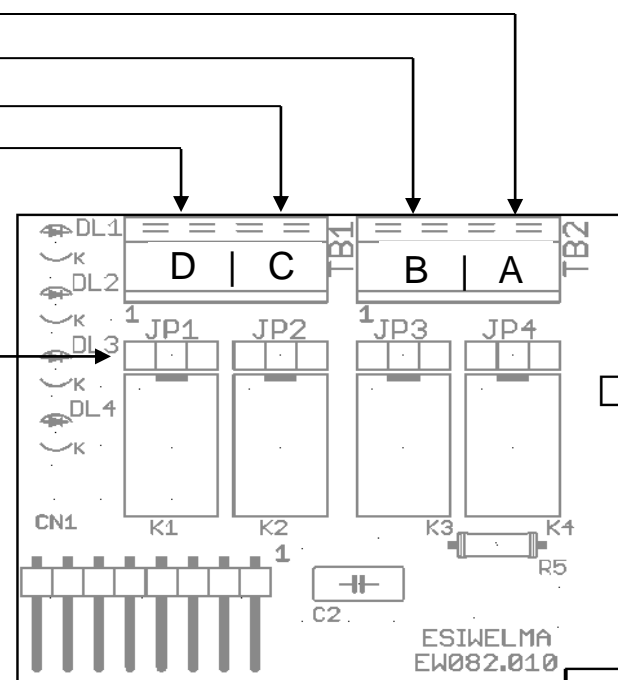 DL1
K
DL2
K
DL3
K
DL4
K
D | C
TB1
B | A
TB2
1
JP1
JP2
1
JP3
JP4
CN1
K1
K2
K3
K4
1
R5
C2
ESIWELMA
EW082.010